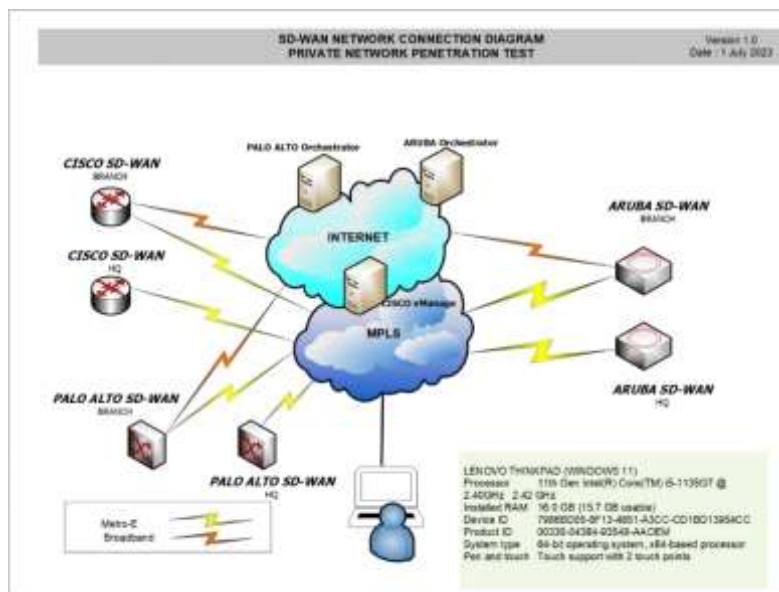 SD-WAN NETWORK CONNECTION DIAGRAM
PRIVATE NETWORK PENETRATION TEST
Version 1.0
Date : 1 July 2023
PALO ALTO Orchestrator
ARUBA Orchestrator
CISCO SD-WAN
BRANCH
ARUBA SD-WAN
BRANCH
INTERNET
CISCO SD-WAN
HQ
CISCO vManage
MPLS
ARUBA SD-WAN
HQ
PALO ALTO SD-WAN
BRANCH
PALO ALTO SD-WAN
HQ
Metro-E
Broadband
LENOVO THINKPAD (WINDOWS 11)
Processor 11th Gen Intel(R) Core(TM) i5-1135G7 @
2.40GHz 2.42 GHz
Installed RAM 16.0 GB (15.7 GB usable)
Device ID
Product ID
System type 64-bit operating system, x64-based processor
Pen and touch Touch support with 2 touch points